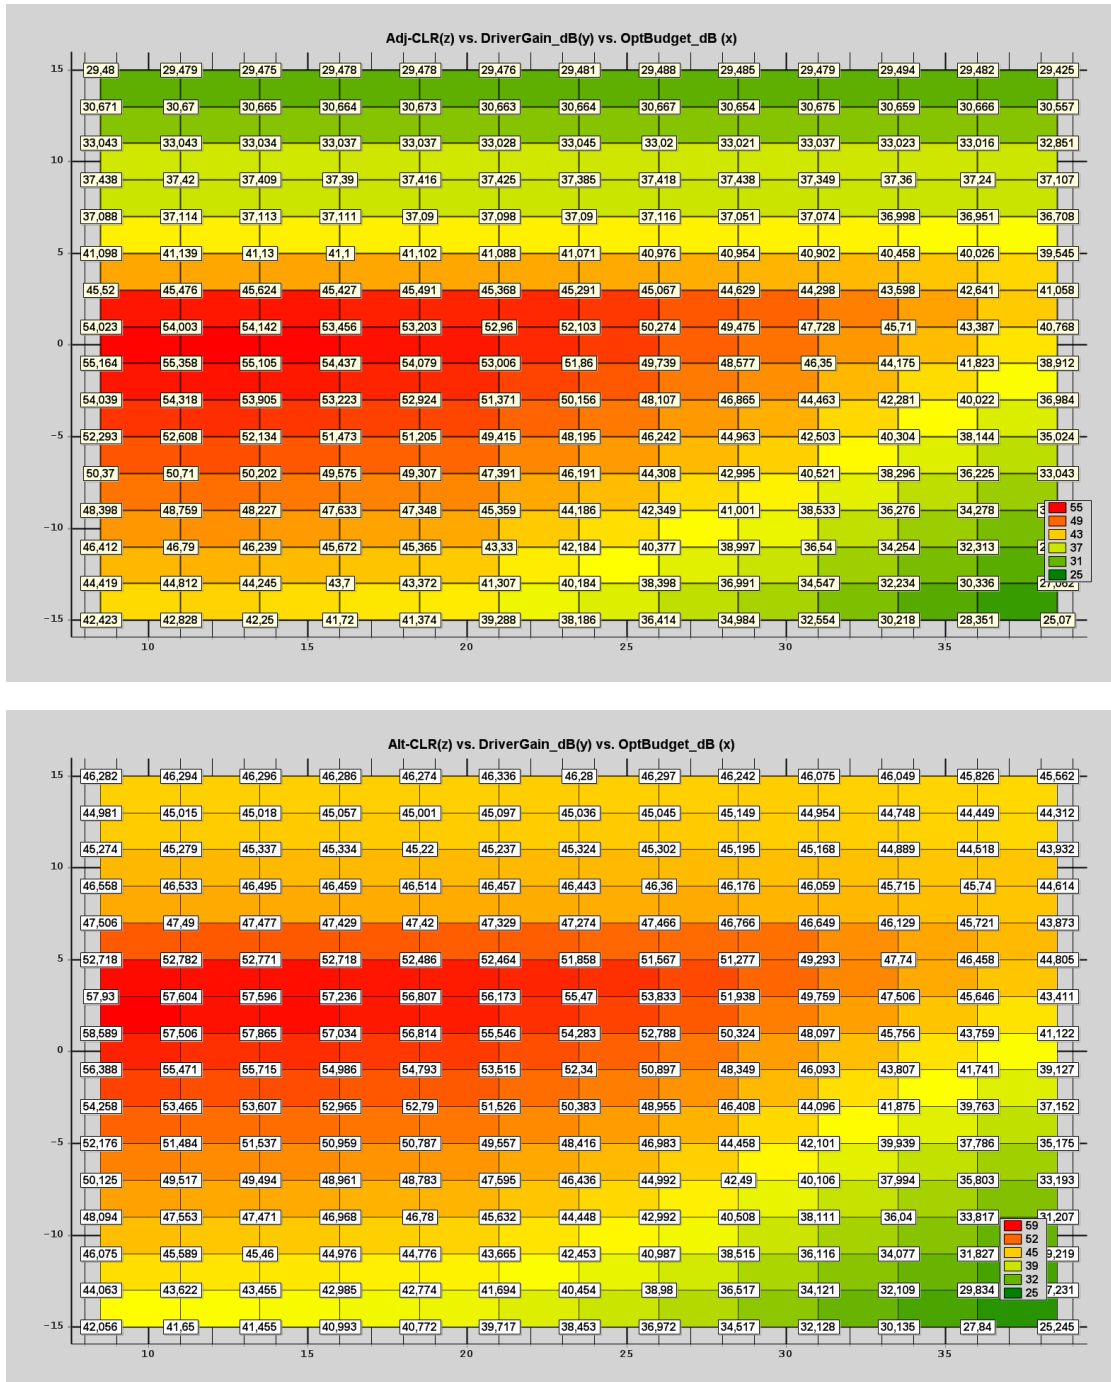 Adj-CLR(z) vs. DriverGain_dB(y) vs. OptBudget_dB (x)
15 29,48 29,479 29,475 29,478 29,478 29,476 29,481 29,488 29,485 29,479 29,494 29,482 29,425
30,671 30,67 30,665 30,664 30,673 30,663 30,664 30,667 30,654 30,675 30,659 30,666 30,557
33,043 33,043 33,034 33,037 33,037 33,028 33,045 33,02 33,021 33,037 33,023 33,016 32,851
10
37,438 37,42 37,409 37,39 37,416 37,425 37,385 37,418 37,438 37,349 37,36 37,24 37,107
37,088 37,114 37,113 37,111 37,09 37,098 37,09 37,116 37,051 37,074 36,998 36,951 36,708
5 41,098 41,139 41,13 41,1 41,102 41,088 41,071 40,976 40,954 40,902 40,458 40,026 39,545
45,52 45,476 45,624 45,427 45,491 45,368 45,291 45,067 44,629 44,298 43,598 42,641 41,058
54,023 54,003 54,142 53,456 53,203 52,96 52,103 50,274 49,475 47,728 45,71 43,387 40,768
0
55,164 55,358 55,105 54,437 54,079 53,006 51,86 49,739 48,577 46,35 44,175 41,823 38,912
54,039 54,318 53,905 53,223 52,924 51,371 50,156 48,107 46,865 44,463 42,281 40,022 36,984
-5 52,293 52,608 52,134 51,473 51,205 49,415 48,195 46,242 44,963 42,503 40,304 38,144 35,024
50,37 50,71 50,202 49,575 49,307 47,391 46,191 44,308 42,995 40,521 38,296 36,225 33,043
48,398 48,759 48,227 47,633 47,348 45,359 44,186 42,349 41,001 38,533 36,276 34,278
55
49
-10
43
46,412 46,79 46,239 45,672 45,365 43,33 42,184 40,377 38,997 36,54 34,254 32,313
37
31
25
44,419 44,812 44,245 43,7 43,372 41,307 40,184 38,398 36,991 34,547 32,234 30,336 27,062
-15 42,423 42,828 42,25 41,72 41,374 39,288 38,186 36,414 34,984 32,554 30,218 28,351 25,07
10 15 20 25 30 35
Alt-CLR(z) vs. DriverGain_dB(y) vs. OptBudget_dB (x)
15 46,282 46,294 46,296 46,286 46,274 46,336 46,28 46,297 46,242 46,075 46,049 45,826 45,562
44,981 45,015 45,018 45,057 45,001 45,097 45,036 45,045 45,149 44,954 44,748 44,449 44,312
45,274 45,279 45,337 45,334 45,22 45,237 45,324 45,302 45,195 45,168 44,889 44,518 43,932
10
46,558 46,533 46,495 46,459 46,514 46,457 46,443 46,36 46,176 46,059 45,715 45,74 44,614
47,506 47,49 47,477 47,429 47,42 47,329 47,274 47,466 46,766 46,649 46,129 45,721 43,873
5 52,718 52,782 52,771 52,718 52,486 52,464 51,858 51,567 51,277 49,293 47,74 46,458 44,805
57,93 57,604 57,596 57,236 56,807 56,173 55,47 53,833 51,938 49,759 47,506 45,646 43,411
58,589 57,506 57,865 57,034 56,814 55,546 54,283 52,788 50,324 48,097 45,756 43,759 41,122
0
56,388 55,471 55,715 54,986 54,793 53,515 52,34 50,897 48,349 46,093 43,807 41,741 39,127
54,258 53,465 53,607 52,965 52,79 51,526 50,383 48,955 46,408 44,096 41,875 39,763 37,152
-5 52,176 51,484 51,537 50,959 50,787 49,557 48,416 46,983 44,458 42,101 39,939 37,786 35,175
50,125 49,517 49,494 48,961 48,783 47,595 46,436 44,992 42,49 40,106 37,994 35,803 33,193
48,094 47,553 47,471 46,968 46,78 45,632 44,448 42,992 40,508 38,111 36,04 33,817 31,207
59
-10
52
45
46,075 45,589 45,46 44,976 44,776 43,665 42,453 40,987 38,515 36,116 34,077 31,827
39
32
44,063 43,622 43,455 42,985 42,774 41,694 40,454 38,98 36,517 34,121 32,109 29,834
25
-15 42,056 41,65 41,455 40,993 40,772 39,717 38,453 36,972 34,517 32,128 30,135 27,84 25,245
10 15 20 25 30 35